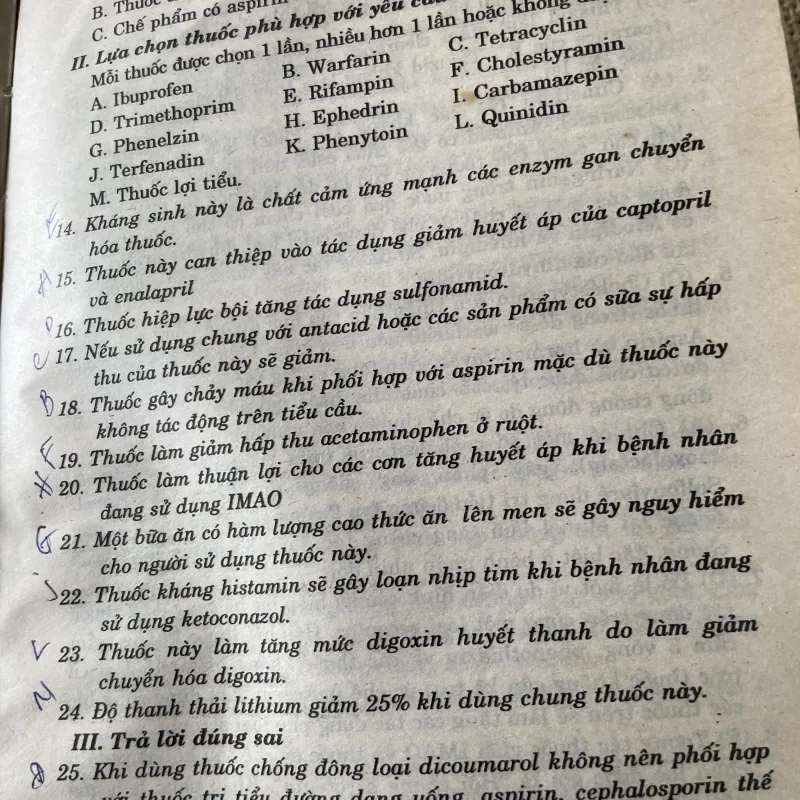 B. Thuốc
C. Chế phẩm có aspirin
II. Lựa chọn thuốc phù hợp với yêu cầu
Mỗi thuốc được chọn 1 lần, nhiều hơn 1 lần hoặc không
A. Ibuprofen B. Warfarin C. Tetracyclin
D. Trimethoprim E. Rifampin F. Cholestyramin
G. Phenelzin H. Ephedrin I. Carbamazepin
J. Terfenadin K. Phenytoin L. Quinidin
M. Thuốc lợi tiểu.
14. Kháng sinh này là chất cảm ứng mạnh các enzym gan chuyển
hóa thuốc.
15. Thuốc này can thiệp vào tác dụng giảm huyết áp của captopril
và enalapril
D 16. Thuốc hiệp lực bội tăng tác dụng sulfonamid.
C 17. Nếu sử dụng chung với antacid hoặc các sản phẩm có sữa sự hấp
thu của thuốc này sẽ giảm.
B 18. Thuốc gây chảy máu khi phối hợp với aspirin mặc dù thuốc này
không tác động trên tiểu cầu.
F 19. Thuốc làm giảm hấp thu acetaminophen ở ruột.
20. Thuốc làm thuận lợi cho các cơn tăng huyết áp khi bệnh nhân
đang sử dụng IMAO
G 21. Một bữa ăn có hàm lượng cao thức ăn lên men sẽ gây nguy hiểm
cho người sử dụng thuốc này.
J 22. Thuốc kháng histamin sẽ gây loạn nhịp tim khi bệnh nhân đang
sử dụng ketoconazol.
23. Thuốc này làm tăng mức digoxin huyết thanh do làm giảm
chuyển hóa digoxin.
M 24. Độ thanh thải lithium giảm 25% khi dùng chung thuốc này.
III. Trả lời đúng sai
25. Khi dùng thuốc chống đông loại dicoumarol không nên phối hợp
với thuốc trị tiểu đường dạng uống, aspirin, cephalosporin thế